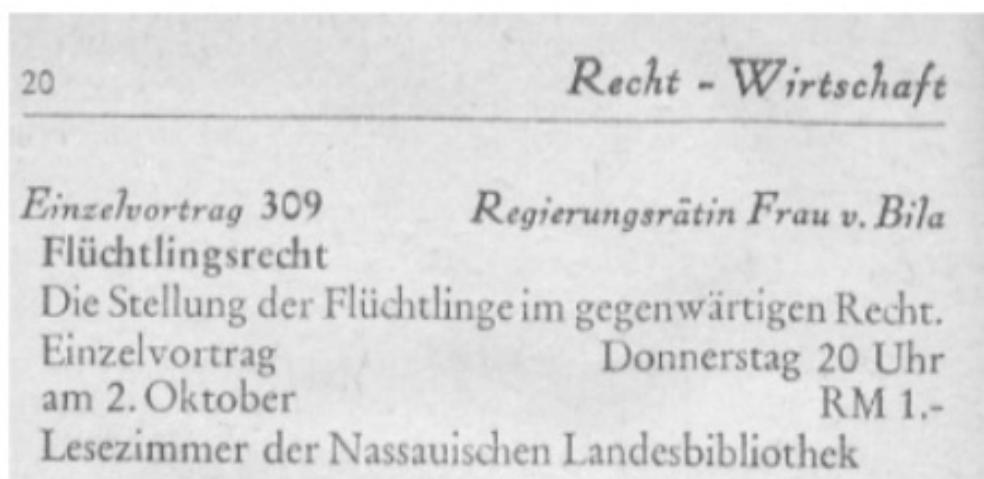 20 Recht - Wirtschaft
Einzelvortrag 309 Regierungsrätin Frau v. Bila
Flüchtlingsrecht
Die Stellung der Flüchtlinge im gegenwärtigen Recht.
Einzelvortrag Donnerstag 20 Uhr
am 2. Oktober RM 1.-
Lesezimmer der Nassauischen Landesbibliothek